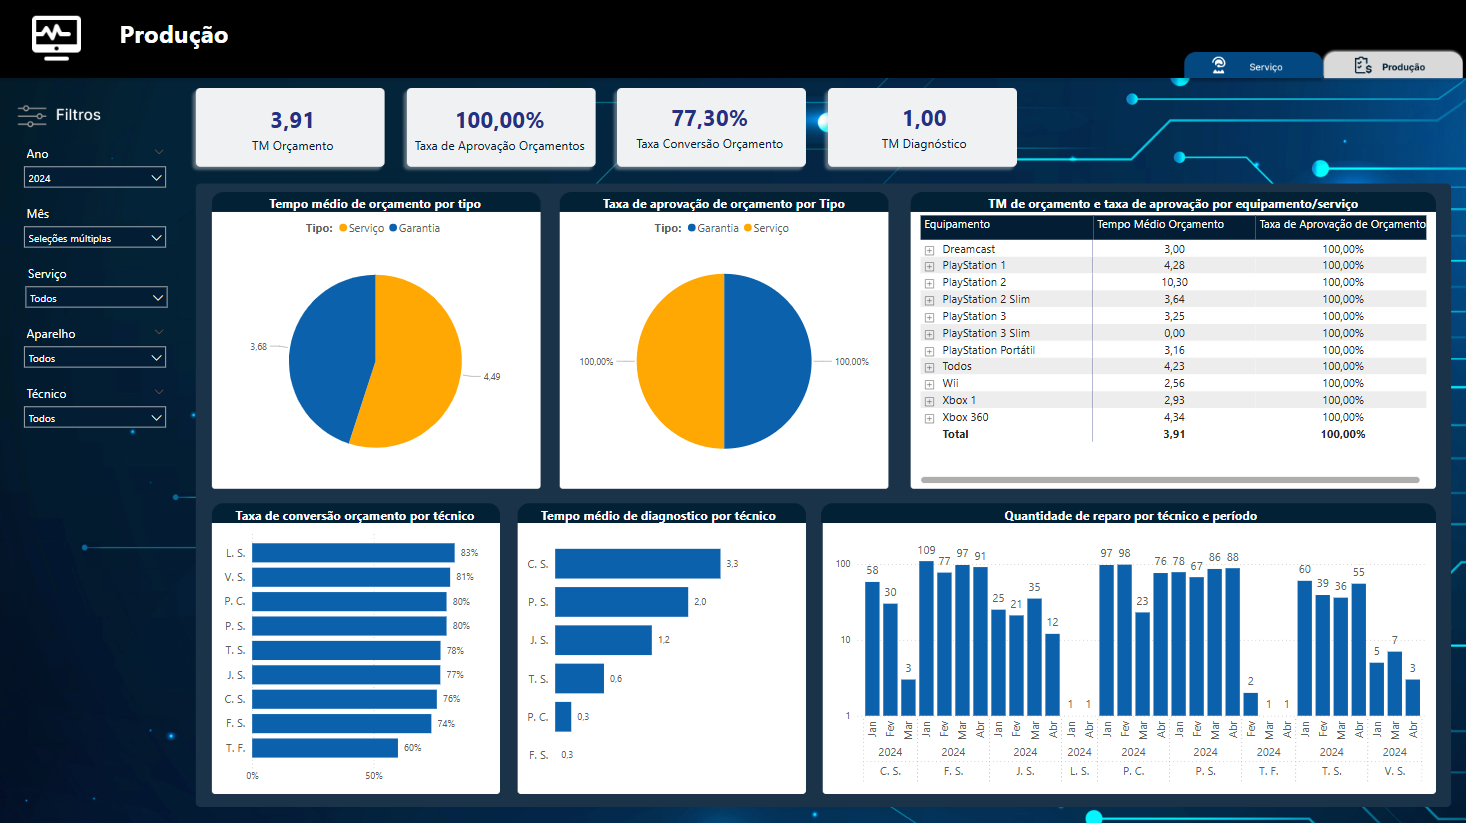 Produção
Serviço
Produção
Filtros
Ano
2024
Mês
Seleções múltiplas
Serviço
Todos
Aparelho
Todos
Técnico
Todos
3,91
TM Orçamento
100,00%
Taxa de Aprovação Orçamentos
77,30%
Taxa Conversão Orçamento
1,00
TM Diagnóstico
Tempo médio de orçamento por tipo
Tipo: Serviço Garantia
3,68
4,49
Taxa de aprovação de orçamento por Tipo
Tipo: Garantia Serviço
100,00%
100,00%
TM de orçamento e taxa de aprovação por equipamento/serviço
Equipamento Tempo Médio Orçamento Taxa de Aprovação de Orçamento
Dreamcast 3,00 100,00%
PlayStation 1 4,28 100,00%
PlayStation 2 10,30 100,00%
PlayStation 2 Slim 3,64 100,00%
PlayStation 3 3,25 100,00%
PlayStation 3 Slim 0,00 100,00%
PlayStation Portátil 3,16 100,00%
Todos 4,23 100,00%
Wii 2,56 100,00%
Xbox 1 2,93 100,00%
Xbox 360 4,34 100,00%
Total 3,91 100,00%
Taxa de conversão orçamento por técnico
L. S. 83%
V. S. 81%
P. C. 80%
P. S. 80%
T. S. 78%
J. S. 77%
C. S. 76%
F. S. 74%
T. F. 60%
0% 50%
Tempo médio de diagnostico por técnico
C. S. 3,3
P. S. 2,0
J. S. 1,2
T. S. 0,6
P. C. 0,3
F. S. 0,3
Quantidade de reparo por técnico e período
100
10
1
58 30 3 109 77 97 91 25 21 35 12 1 1 97 98 23 76 78 67 86 88 2 1 1 60 39 36 55 5 7 3
Jan Fev Mar Jan Fev Mar Abr Jan Fev Mar Abr Jan Abr Jan Fev Mar Abr Jan Fev Mar Abr Fev Mar Abr Jan Fev Mar Abr Jan Mar Abr
2024 2024 2024 2024 2024 2024 2024 2024 2024
C. S. F. S. J. S. L. S. P. C. P. S. T. F. T. S. V. S.